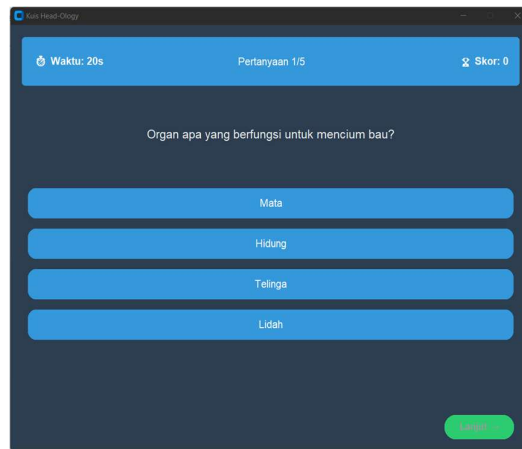 Kuis Head-Ology
Waktu: 20s
Pertanyaan 1/5
Skor: 0
Organ apa yang berfungsi untuk mencium bau?
Mata
Hidung
Telinga
Lidah